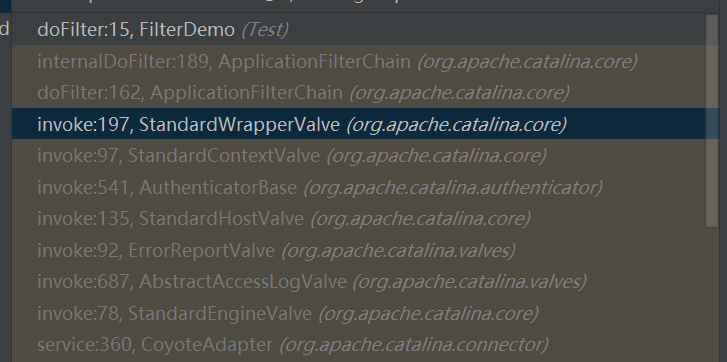 doFilter:15, FilterDemo (Test)
internalDoFilter:189, ApplicationFilterChain (org.apache.catalina.core)
doFilter:162, ApplicationFilterChain (org.apache.catalina.core)
invoke:197, StandardWrapperValve (org.apache.catalina.core)
invoke:97, StandardContextValve (org.apache.catalina.core)
invoke:541, AuthenticatorBase (org.apache.catalina.authenticator)
invoke:135, StandardHostValve (org.apache.catalina.core)
invoke:92, ErrorReportValve (org.apache.catalina.valves)
invoke:687, AbstractAccessLogValve (org.apache.catalina.valves)
invoke:78, StandardEngineValve (org.apache.catalina.core)
service:360, CoyoteAdapter (org.apache.catalina.connector)